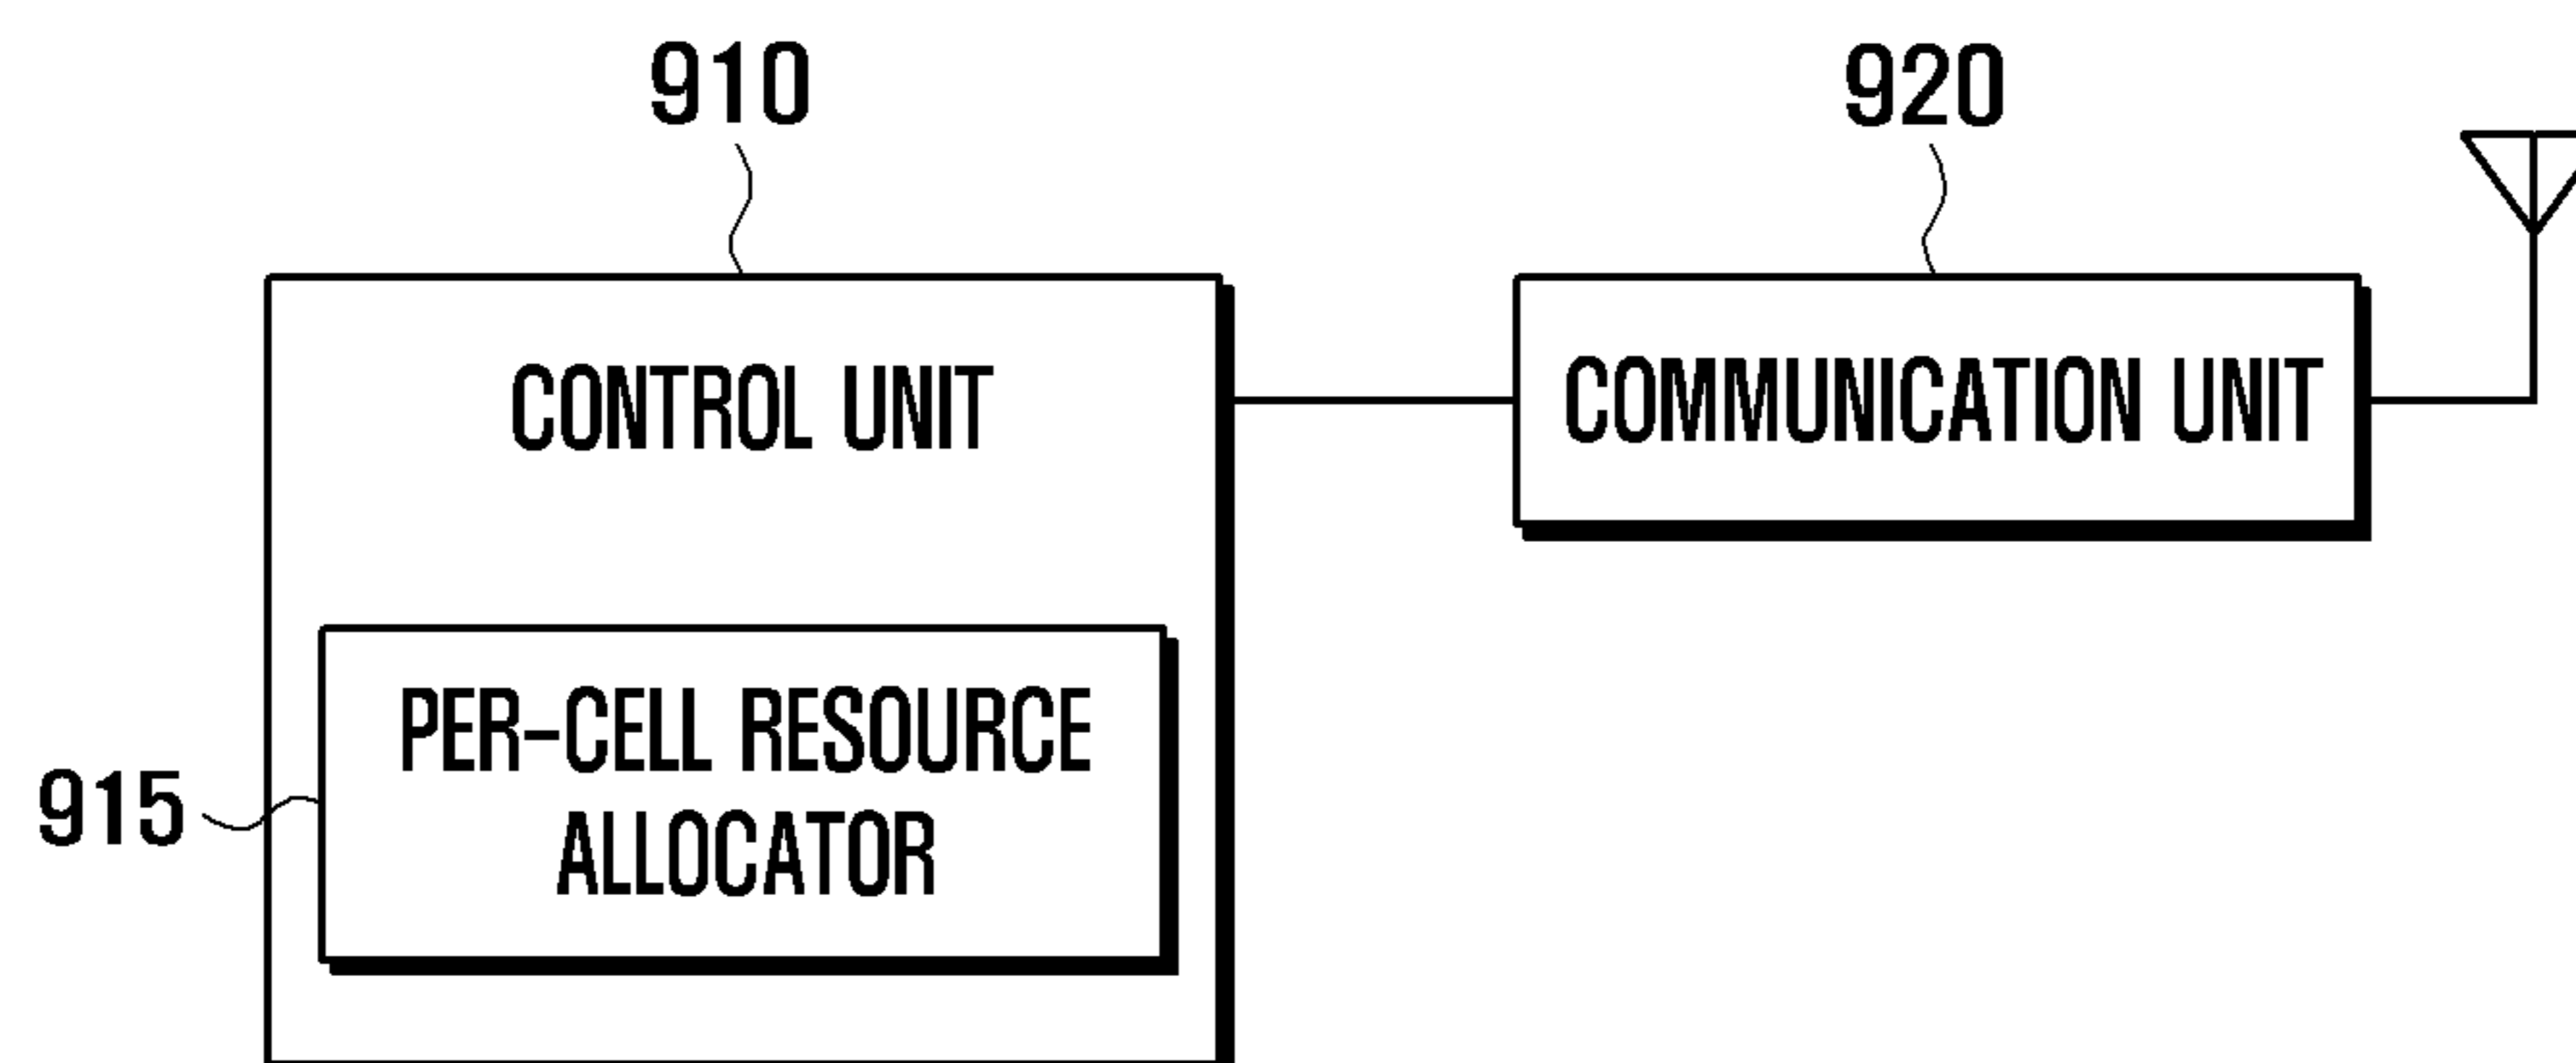 910
920
CONTROL UNIT
COMMUNICATION UNIT
PER-CELL RESOURCE
ALLOCATOR
915